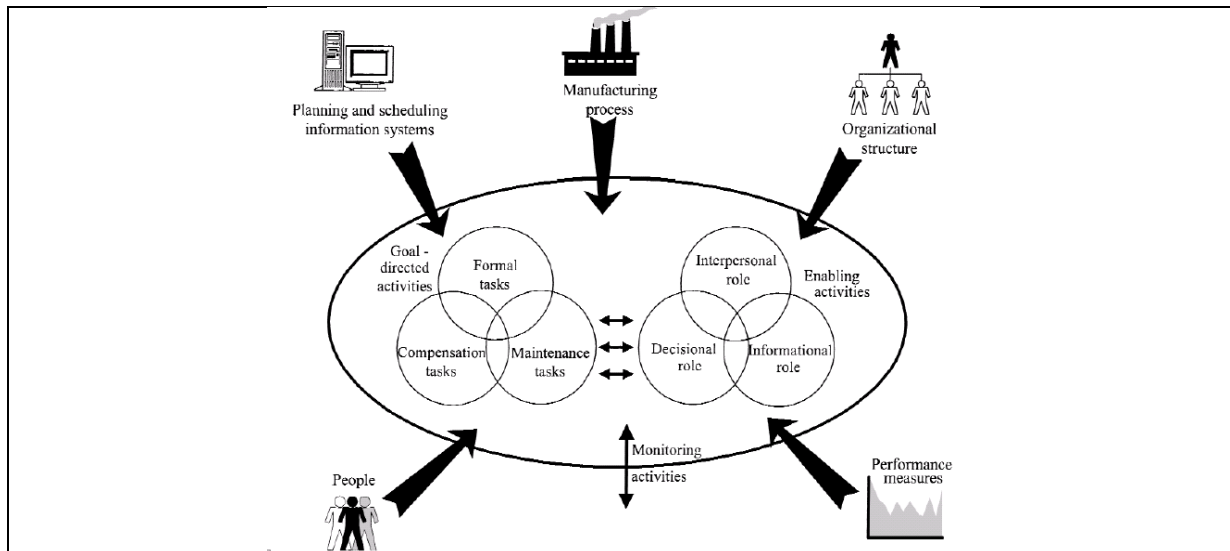 Planning and scheduling
information systems
Manufacturing
process
Organizational
structure
Goal -
directed
activities
Formal
tasks
Compensation
tasks
Maintenance
tasks
Interpersonal
role
Enabling
activities
Decisional
role
Informational
role
Monitoring
activities
People
Performance
measures